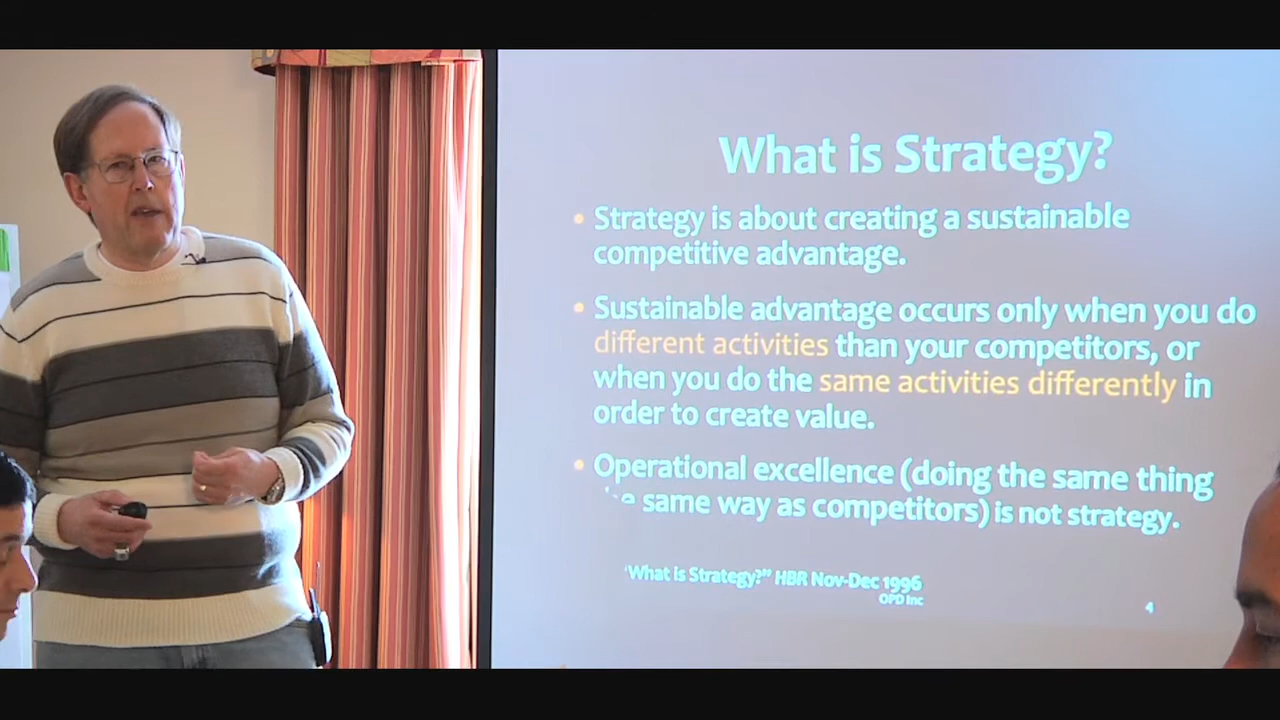 What is Strategy?
• Strategy is about creating a sustainable
competitive advantage.
• Sustainable advantage occurs only when you do
different activities than your competitors, or
when you do the same activities differently in
order to create value.
• Operational excellence (doing the same thing
same way as competitors) is not strategy.
"What is Strategy?" HBR Nov-Dec 1996
OPD Inc
4